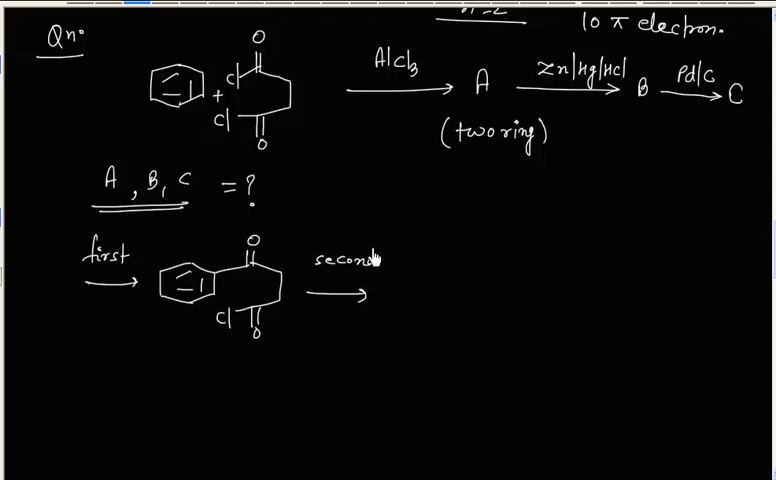 10 π electron.
Qn.
O
Cl
+
Cl
O
AlCl3
A
Zn|Hg|HCl
B
Pd|C
C
(two ring)
A, B, C = ?
first
O
Cl
O
second